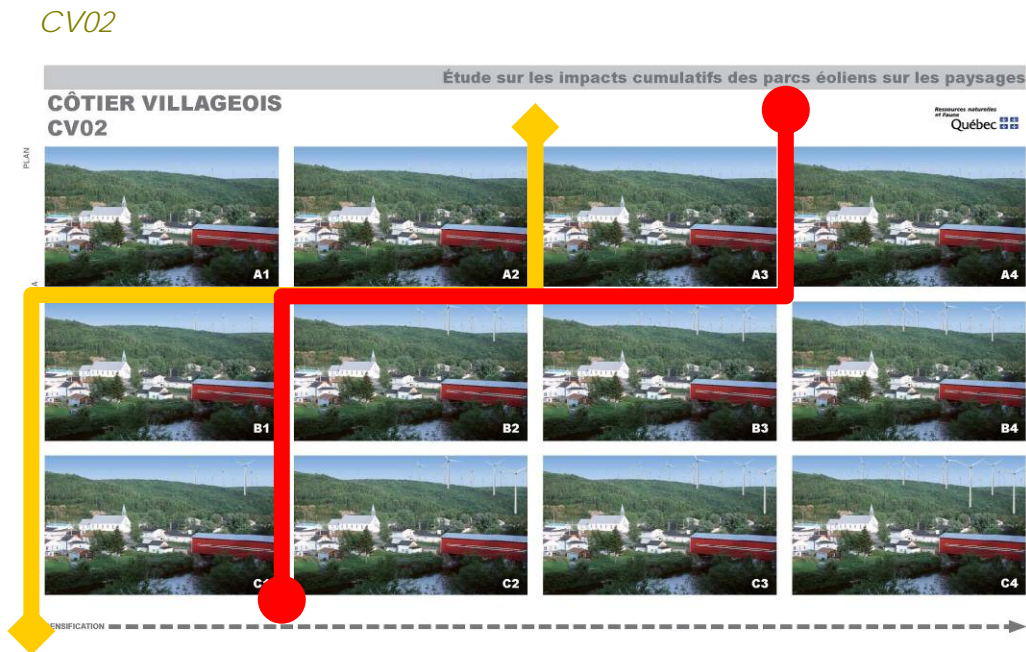 CV02
Étude sur les impacts cumulatifs des parcs éoliens sur les paysages
CÔTIER VILLAGEOIS
CV02
Ressources naturelles
et Faune
Québec
PLAN
A1
A2
A3
A4
B1
B2
B3
B4
C2
C3
C4